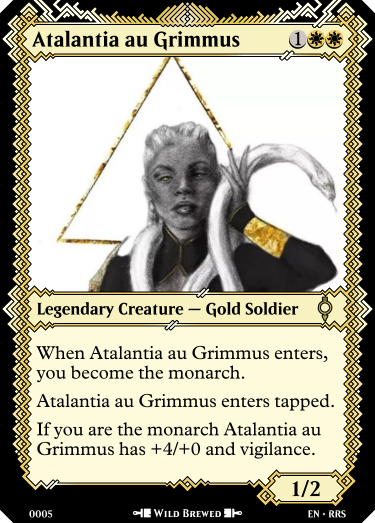 Atalantia au Grimmus 1
Legendary Creature — Gold Soldier
When Atalantia au Grimmus enters,
you become the monarch.
Atalantia au Grimmus enters tapped.
If you are the monarch Atalantia au
Grimmus has +4/+0 and vigilance.
1/2
0005 WILD BREWED EN • RRS